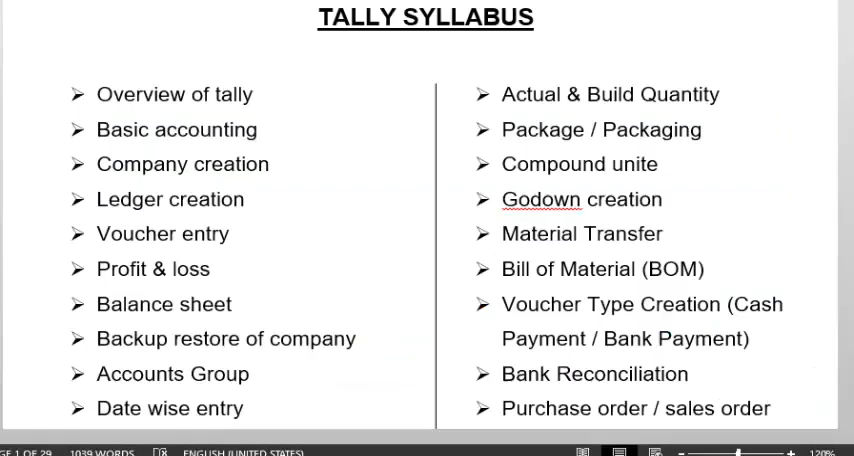 TALLY SYLLABUS
➢ Overview of tally
➢ Basic accounting
➢ Company creation
➢ Ledger creation
➢ Voucher entry
➢ Profit & loss
➢ Balance sheet
➢ Backup restore of company
➢ Accounts Group
➢ Date wise entry
➢ Actual & Build Quantity
➢ Package / Packaging
➢ Compound unite
➢ Godown creation
➢ Material Transfer
➢ Bill of Material (BOM)
➢ Voucher Type Creation (Cash
Payment / Bank Payment)
➢ Bank Reconciliation
➢ Purchase order / sales order
GE 1 OF 29 1039 WORDS ENGLISH (UNITED STATES) 120%